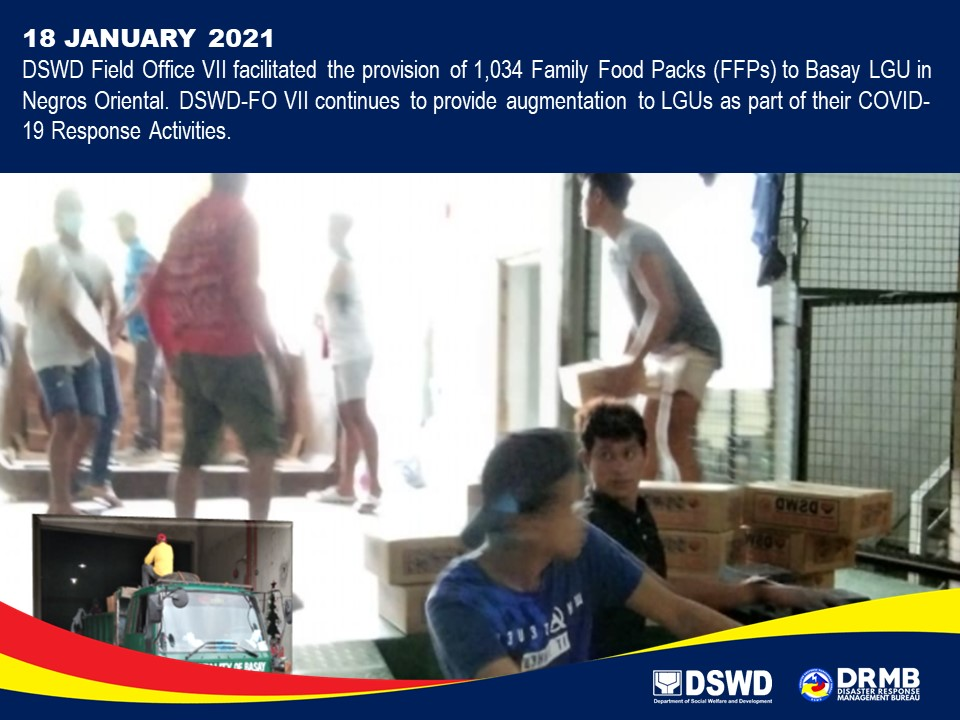 18 JANUARY 2021
DSWD Field Office VII facilitated the provision of 1,034 Family Food Packs (FFPs) to Basay LGU in
Negros Oriental. DSWD-FO VII continues to provide augmentation to LGUs as part of their COVID-
19 Response Activities.
DSWD
OF BASAY
DSWD
Department of Social Welfare and Development
DRMB
DISASTER RESPONSE
MANAGEMENT BUREAU